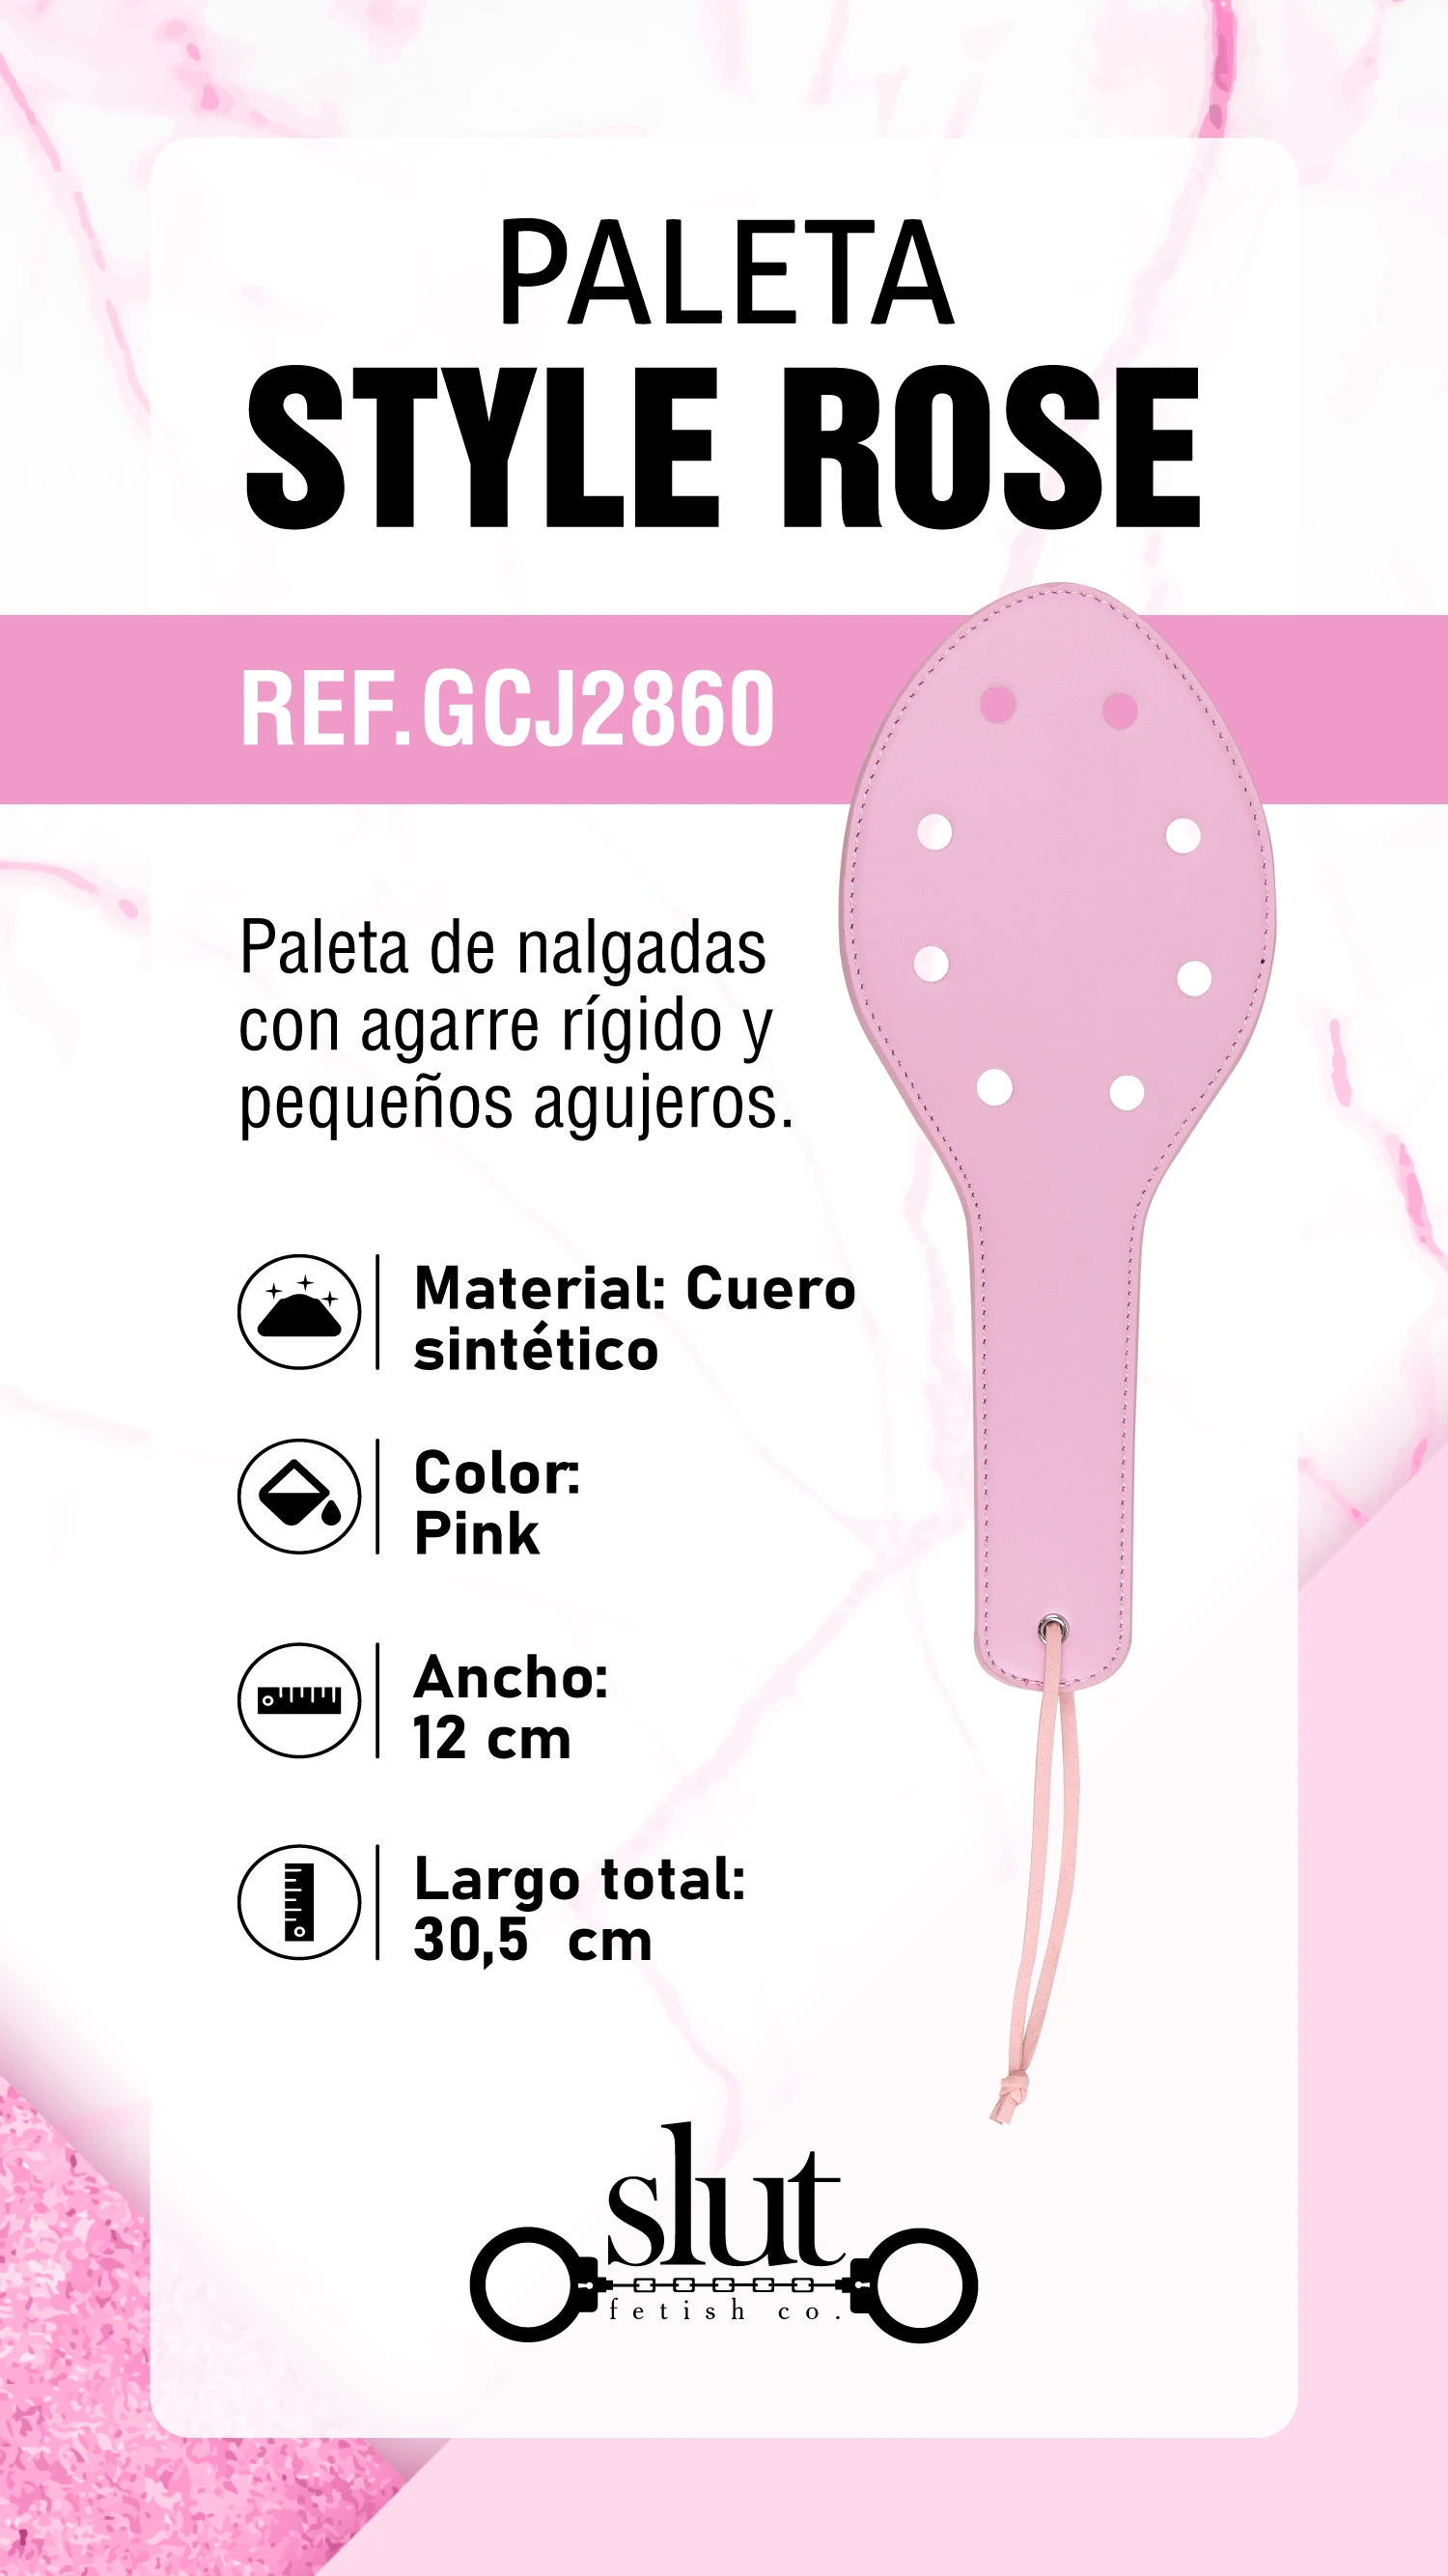 PALETA
STYLE ROSE
REF.GCJ2860
Paleta de nalgadas
con agarre rígido y
pequeños agujeros.
Material: Cuero
sintético
Color:
Pink
Ancho:
12 cm
Largo total:
30,5 cm
slut
fetish co.